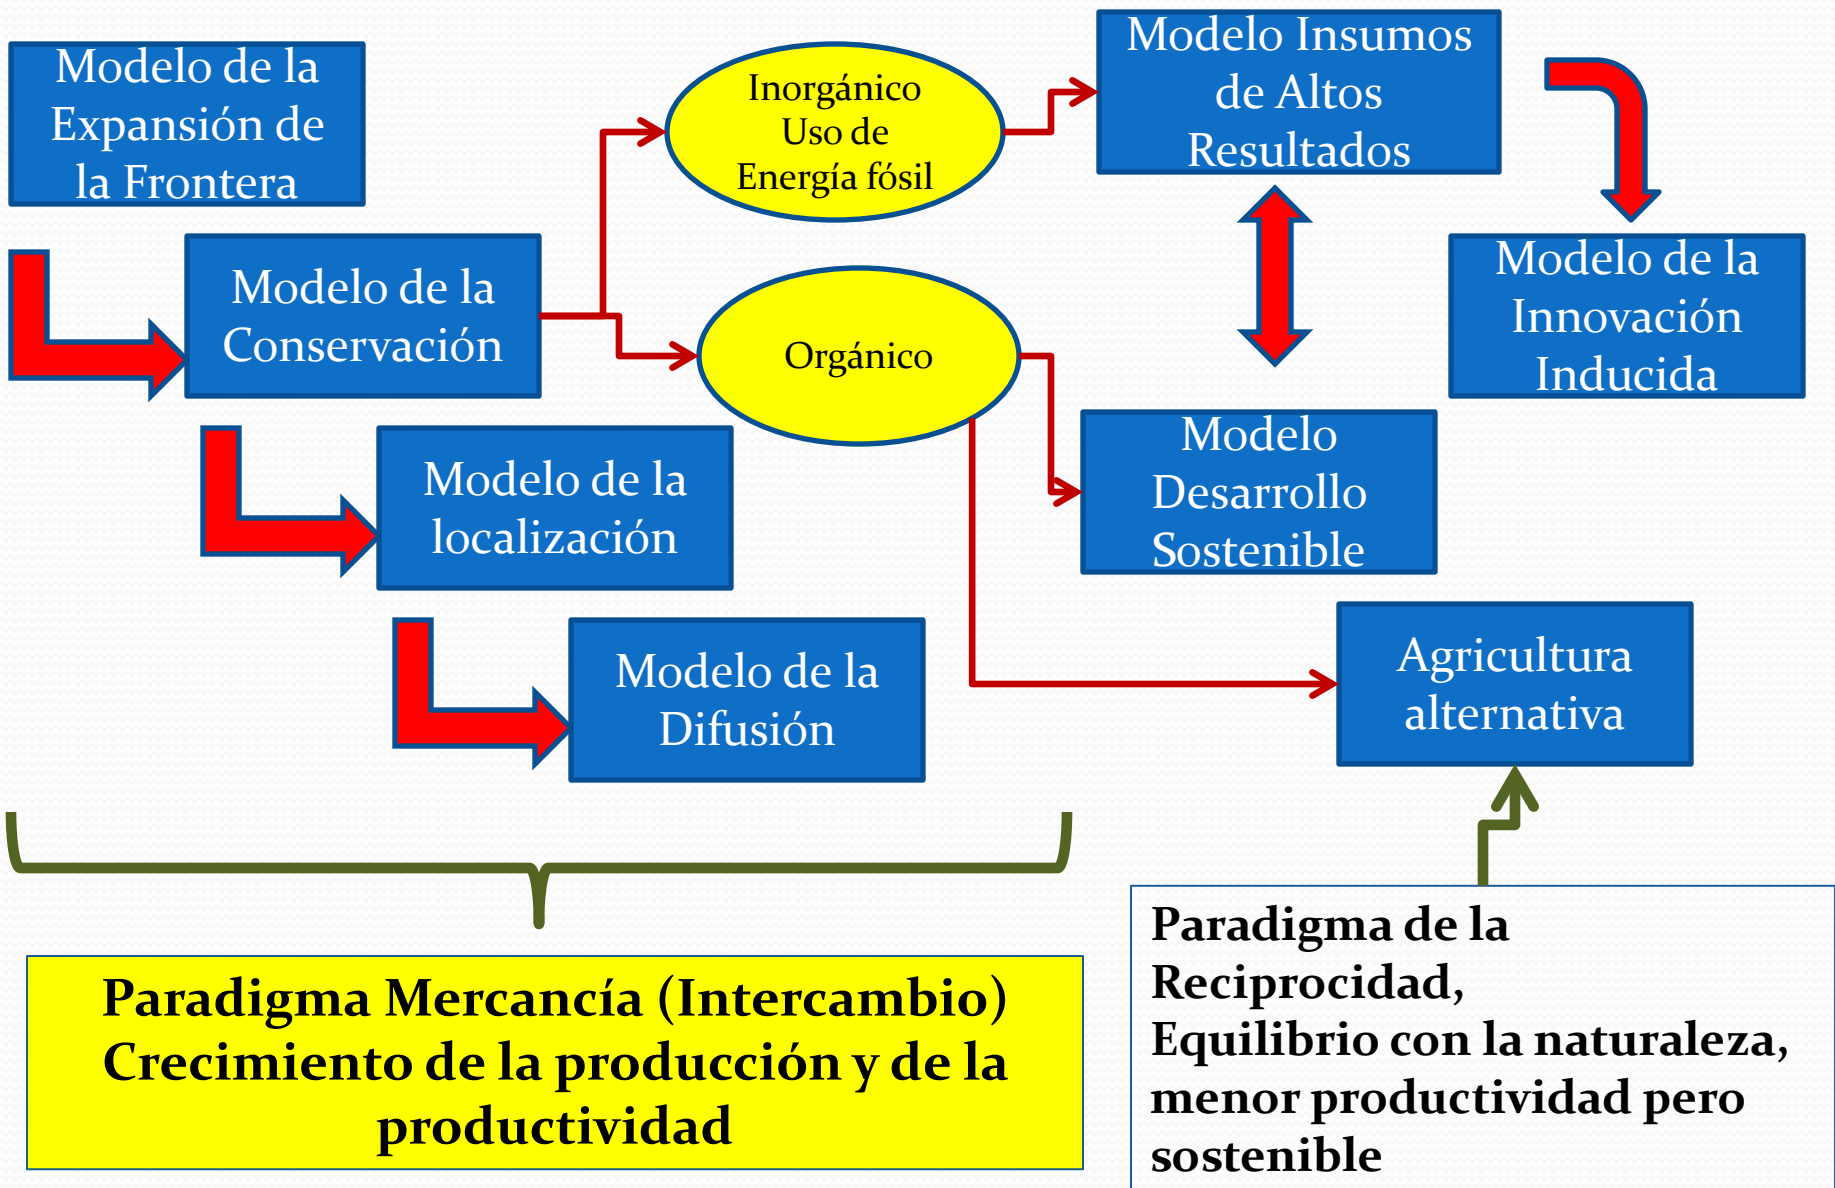 Modelo de la
Expansión de
la Frontera
Inorgánico
Uso de
Energía fósil
Modelo Insumos
de Altos
Resultados
Modelo de la
Conservación
Orgánico
Modelo de la
Innovación
Inducida
Modelo de la
localización
Modelo
Desarrollo
Sostenible
Modelo de la
Difusión
Agricultura
alternativa
Paradigma Mercancía (Intercambio)
Crecimiento de la producción y de la
productividad
Paradigma de la
Reciprocidad,
Equilibrio con la naturaleza,
menor productividad pero
sostenible